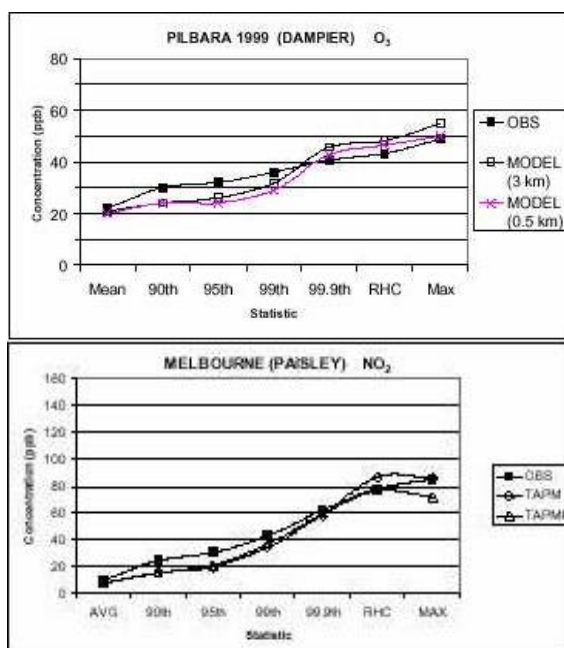 PILBARA 1999 (DAMPIER) O3
Concentration (ppb)
80
60
40
20
0
Mean 90th 95th 99th 99.9th RHC Max
Statistic
OBS
MODEL
(3 km)
MODEL
(0.5 km)
MELBOURNE (PAISLEY) NO2
Concentration (ppb)
160
140
120
100
80
60
40
20
0
AVG 90th 95th 99th 99.9th RHC MAX
Statistic
OBS
TAPM